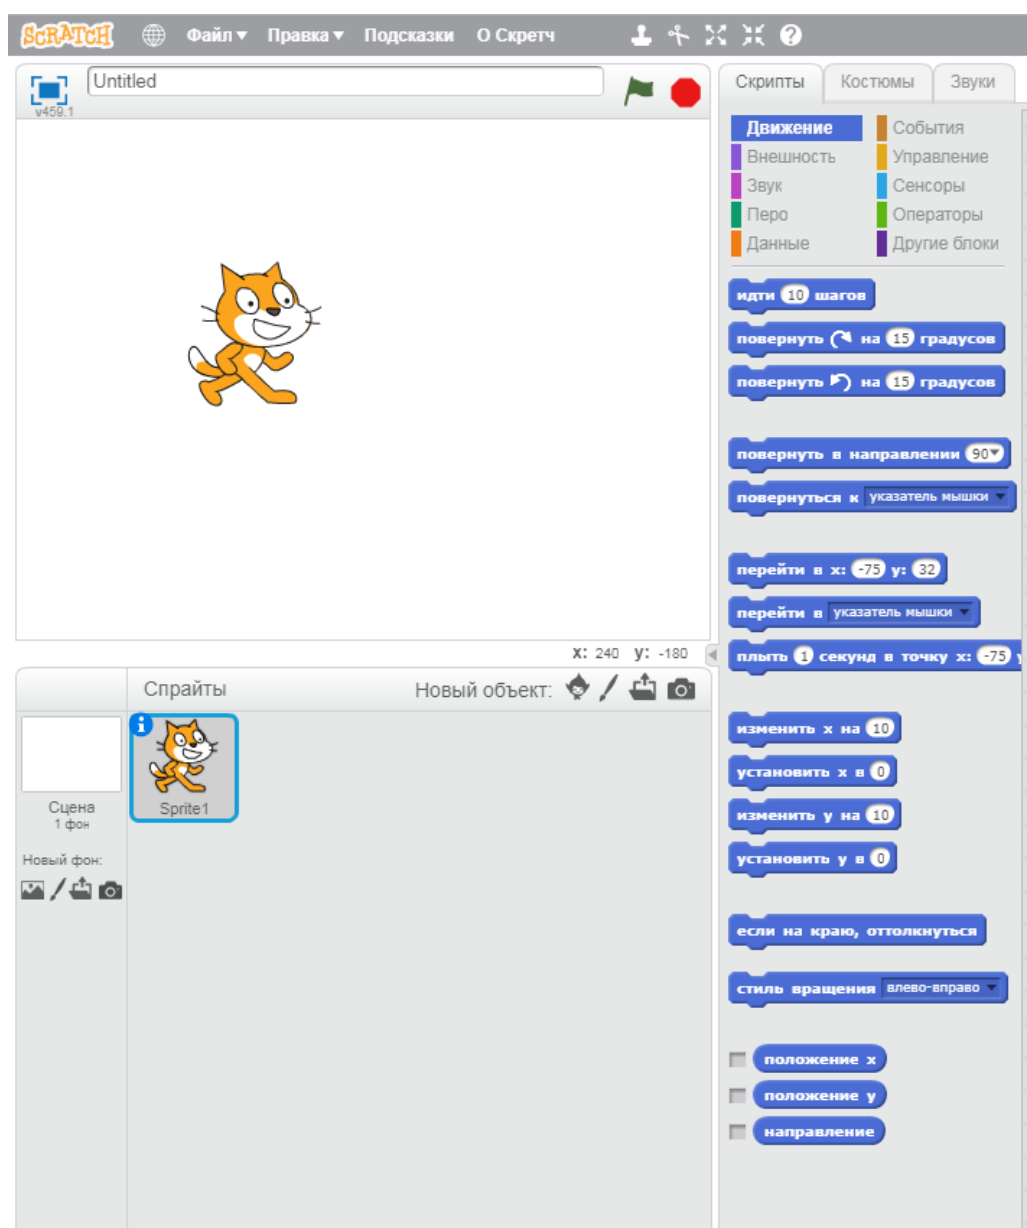 SCRATCH Файл Правка Подсказки О Скретч
Untitled
v459.1
Скрипты Костюмы Звуки
Движение События
Внешность Управление
Звук Сенсоры
Перо Операторы
Данные Другие блоки
идти 10 шагов
повернуть на 15 градусов
повернуть на 15 градусов
повернуть в направлении 90
повернуться к указатель мышки
перейти в x: -75 y: 32
перейти в указатель мышки
плыть 1 секунд в точку x: -75
изменить x на 10
установить x в 0
изменить y на 10
установить y в 0
если на краю, оттолкнуться
стиль вращения влево-вправо
положение x
положение y
направление
X: 240 y: -180
Спрайты Новый объект:
Sprite1
Сцена
1 фон
Новый фон: